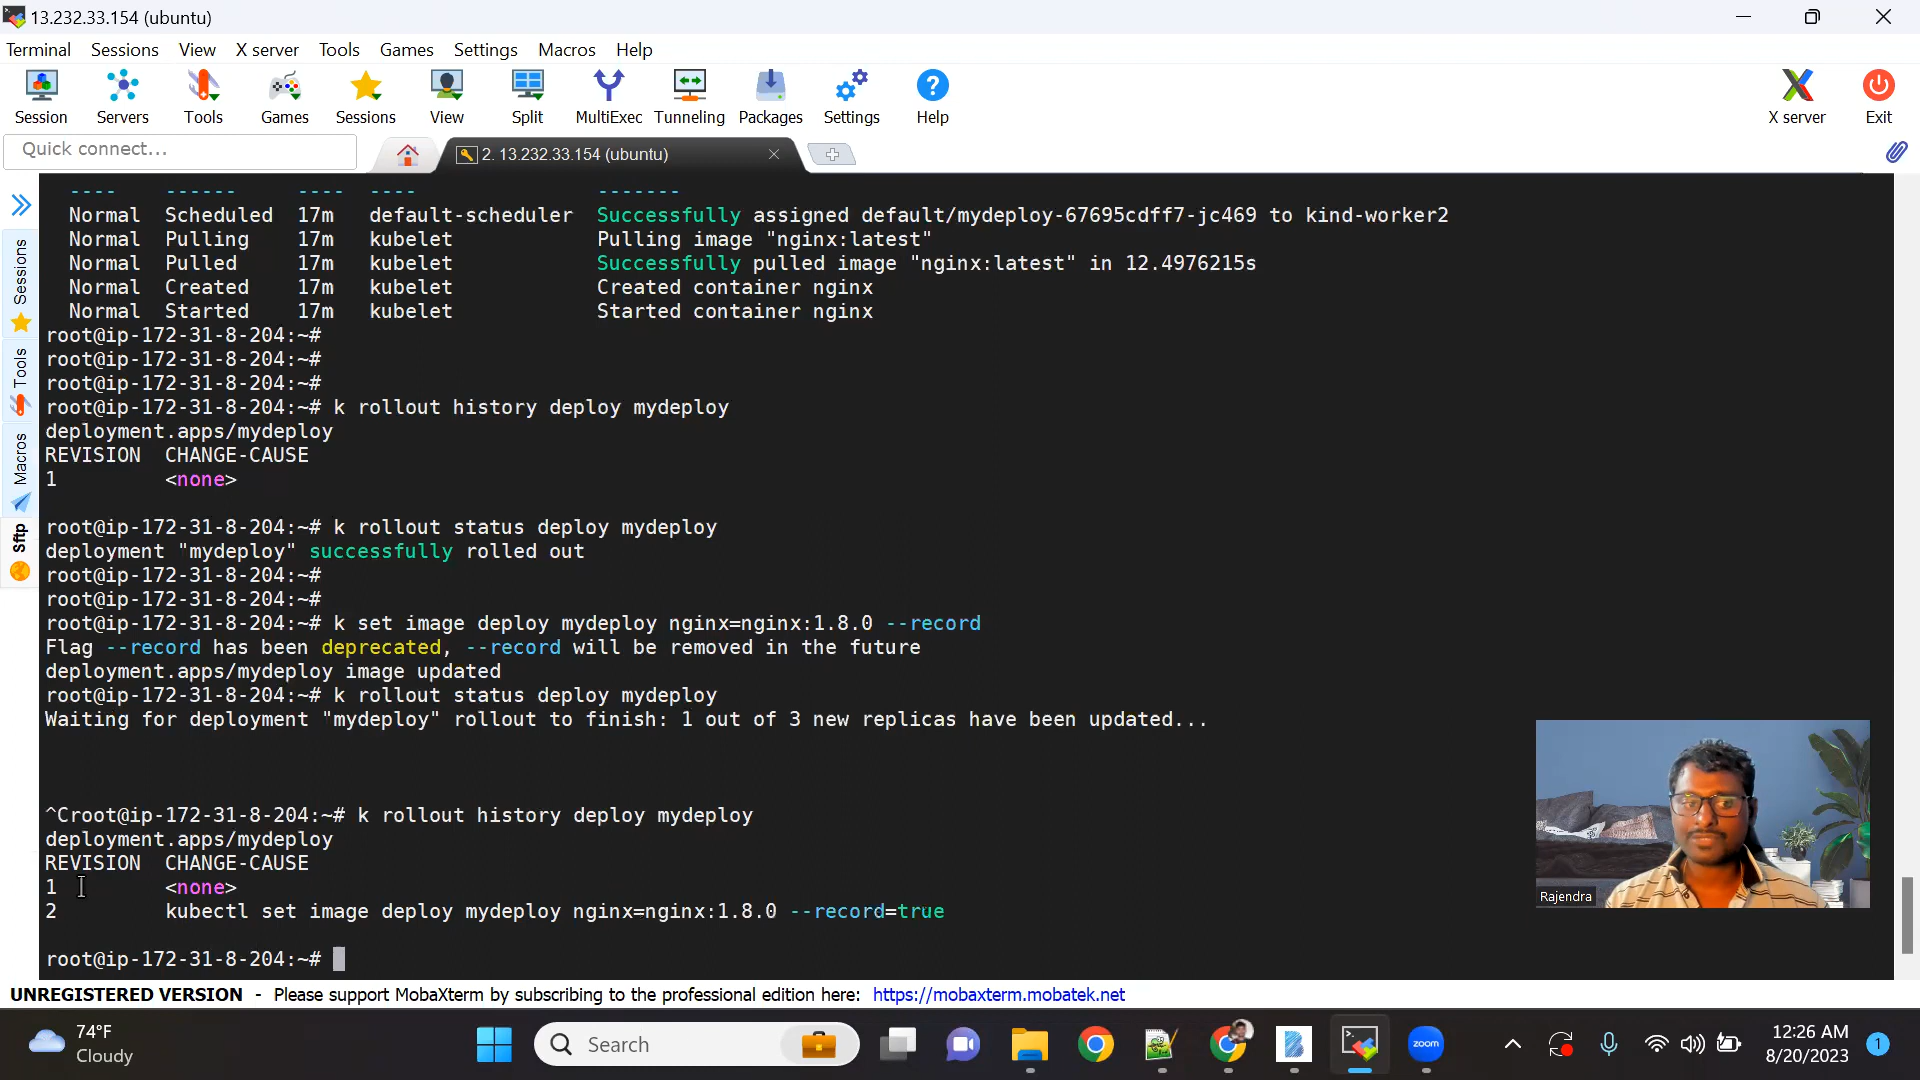 13.232.33.154 (ubuntu)
Terminal Sessions View X server Tools Games Settings Macros Help
Session Servers Tools Games Sessions View Split MultiExec Tunneling Packages Settings Help X server Exit
Quick connect...
2. 13.232.33.154 (ubuntu)
Sessions
Tools
Macros
Sftp
---- ------ ---- ---- -------
Normal Scheduled 17m default-scheduler Successfully assigned default/mydeploy-67695cdff7-jc469 to kind-worker2
Normal Pulling 17m kubelet Pulling image "nginx:latest"
Normal Pulled 17m kubelet Successfully pulled image "nginx:latest" in 12.4976215s
Normal Created 17m kubelet Created container nginx
Normal Started 17m kubelet Started container nginx
root@ip-172-31-8-204:~#
root@ip-172-31-8-204:~#
root@ip-172-31-8-204:~#
root@ip-172-31-8-204:~# k rollout history deploy mydeploy
deployment.apps/mydeploy
REVISION CHANGE-CAUSE
1 <none>
root@ip-172-31-8-204:~# k rollout status deploy mydeploy
deployment "mydeploy" successfully rolled out
root@ip-172-31-8-204:~#
root@ip-172-31-8-204:~#
root@ip-172-31-8-204:~# k set image deploy mydeploy nginx=nginx:1.8.0 --record
Flag --record has been deprecated, --record will be removed in the future
deployment.apps/mydeploy image updated
root@ip-172-31-8-204:~# k rollout status deploy mydeploy
Waiting for deployment "mydeploy" rollout to finish: 1 out of 3 new replicas have been updated...
^Croot@ip-172-31-8-204:~# k rollout history deploy mydeploy
deployment.apps/mydeploy
REVISION CHANGE-CAUSE
1 <none>
2 kubectl set image deploy mydeploy nginx=nginx:1.8.0 --record=true
root@ip-172-31-8-204:~#
Rajendra
UNREGISTERED VERSION - Please support MobaXterm by subscribing to the professional edition here: https://mobaxterm.mobatek.net
74°F
Cloudy
Search
zoom
12:26 AM
8/20/2023
1